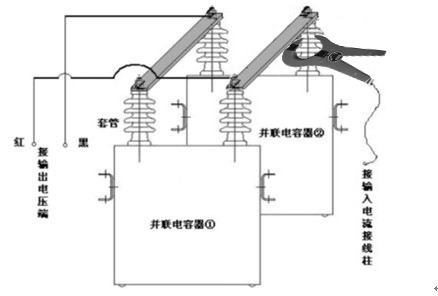 套管
并联电容器②
红
黑
接输出电压端
接输入电流接线柱
并联电容器①